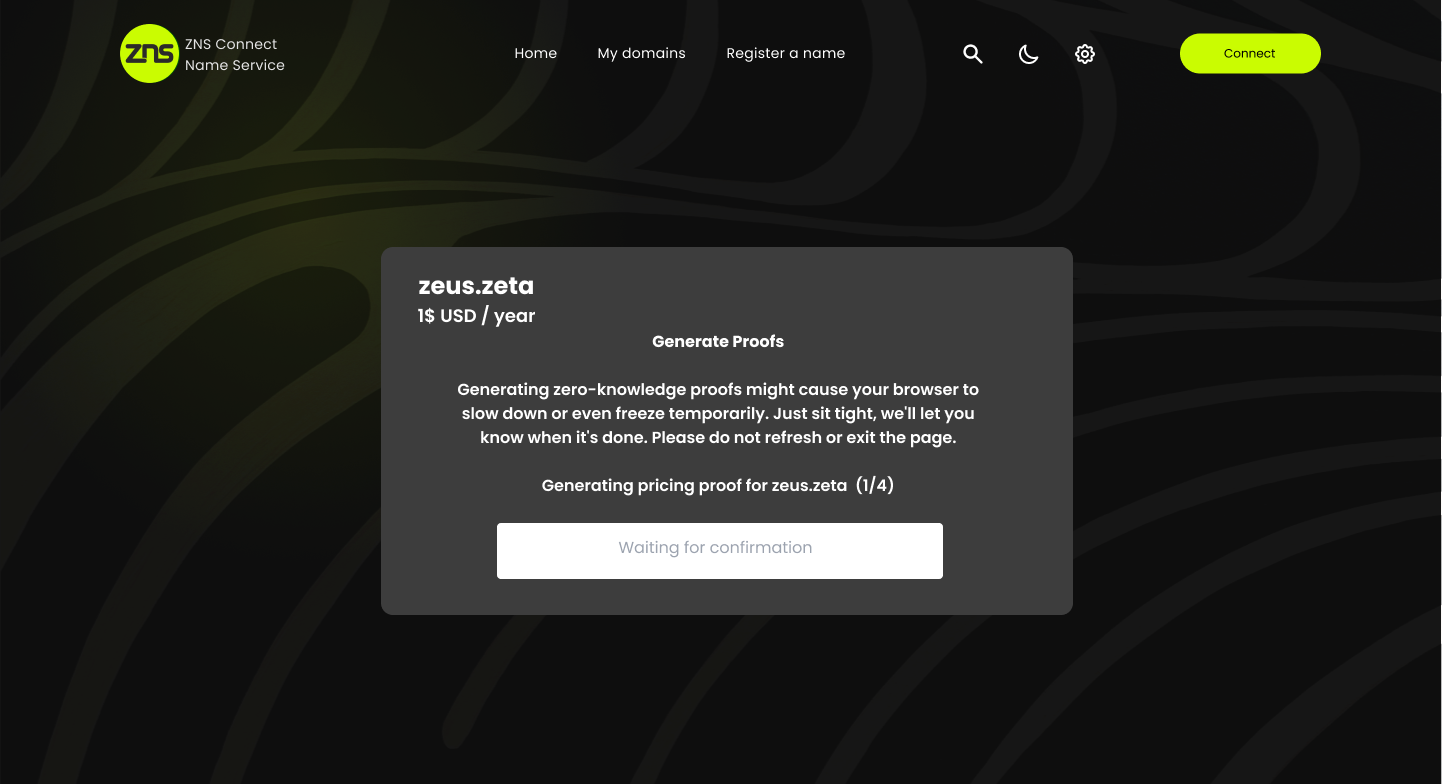 zns
ZNS Connect
Name Service
Home
My domains
Register a name
Connect
zeus.zeta
1$ USD / year
Generate Proofs
Generating zero-knowledge proofs might cause your browser to
slow down or even freeze temporarily. Just sit tight, we'll let you
know when it's done. Please do not refresh or exit the page.
Generating pricing proof for zeus.zeta (1/4)
Waiting for confirmation